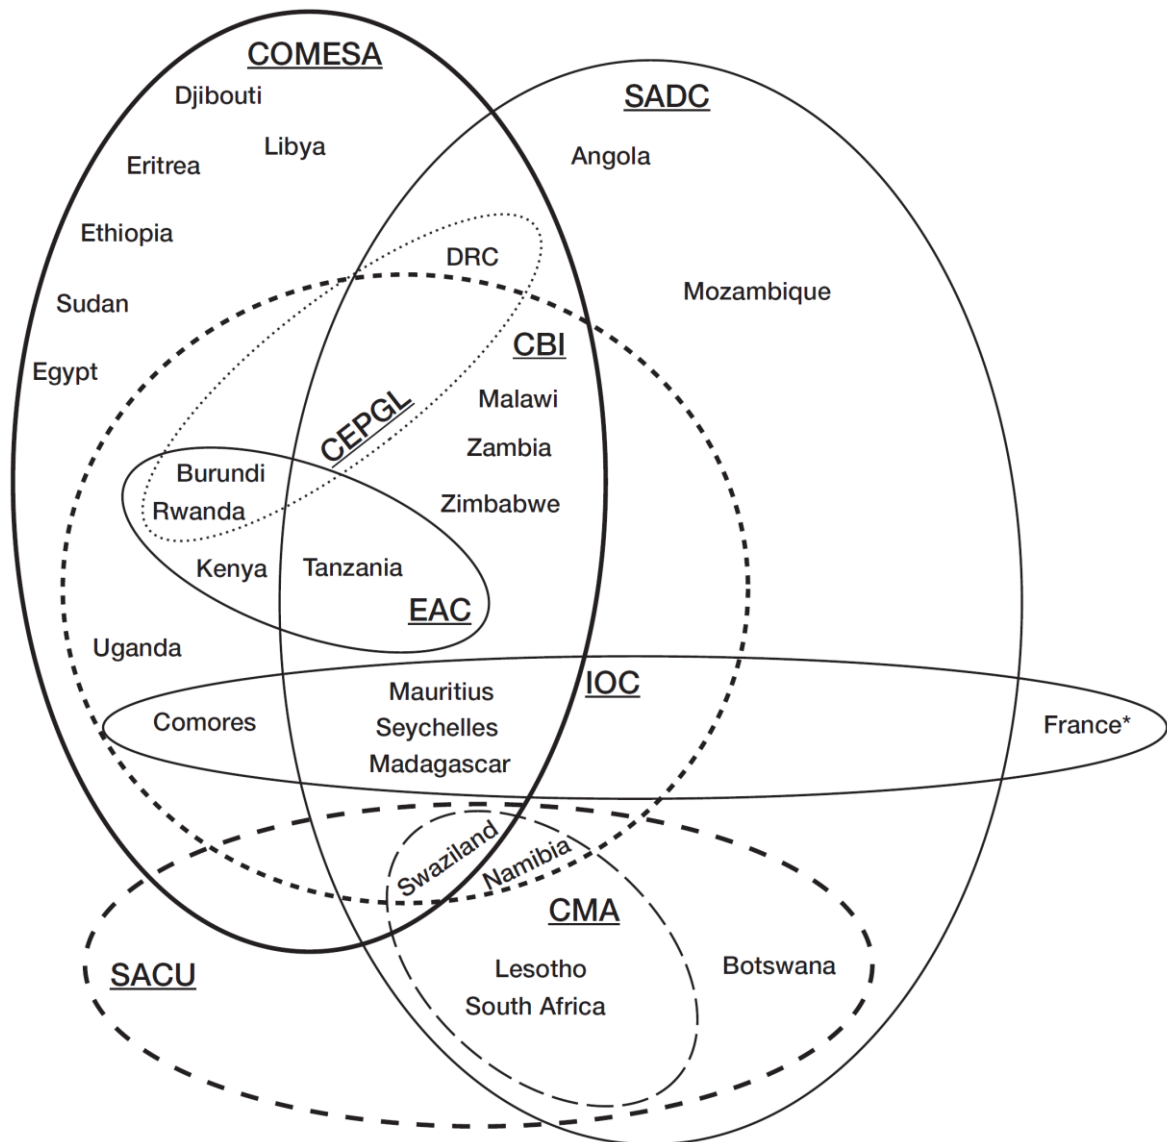 COMESA
Djibouti
SADC
Libya
Angola
Eritrea
Ethiopia
DRC
Mozambique
Sudan
CBI
Egypt
Malawi
CEPGL
Zambia
Burundi
Zimbabwe
Rwanda
Kenya
Tanzania
EAC
Uganda
IOC
Mauritius
Comores
Seychelles
France*
Madagascar
Swaziland
Namibia
CMA
SACU
Lesotho
Botswana
South Africa